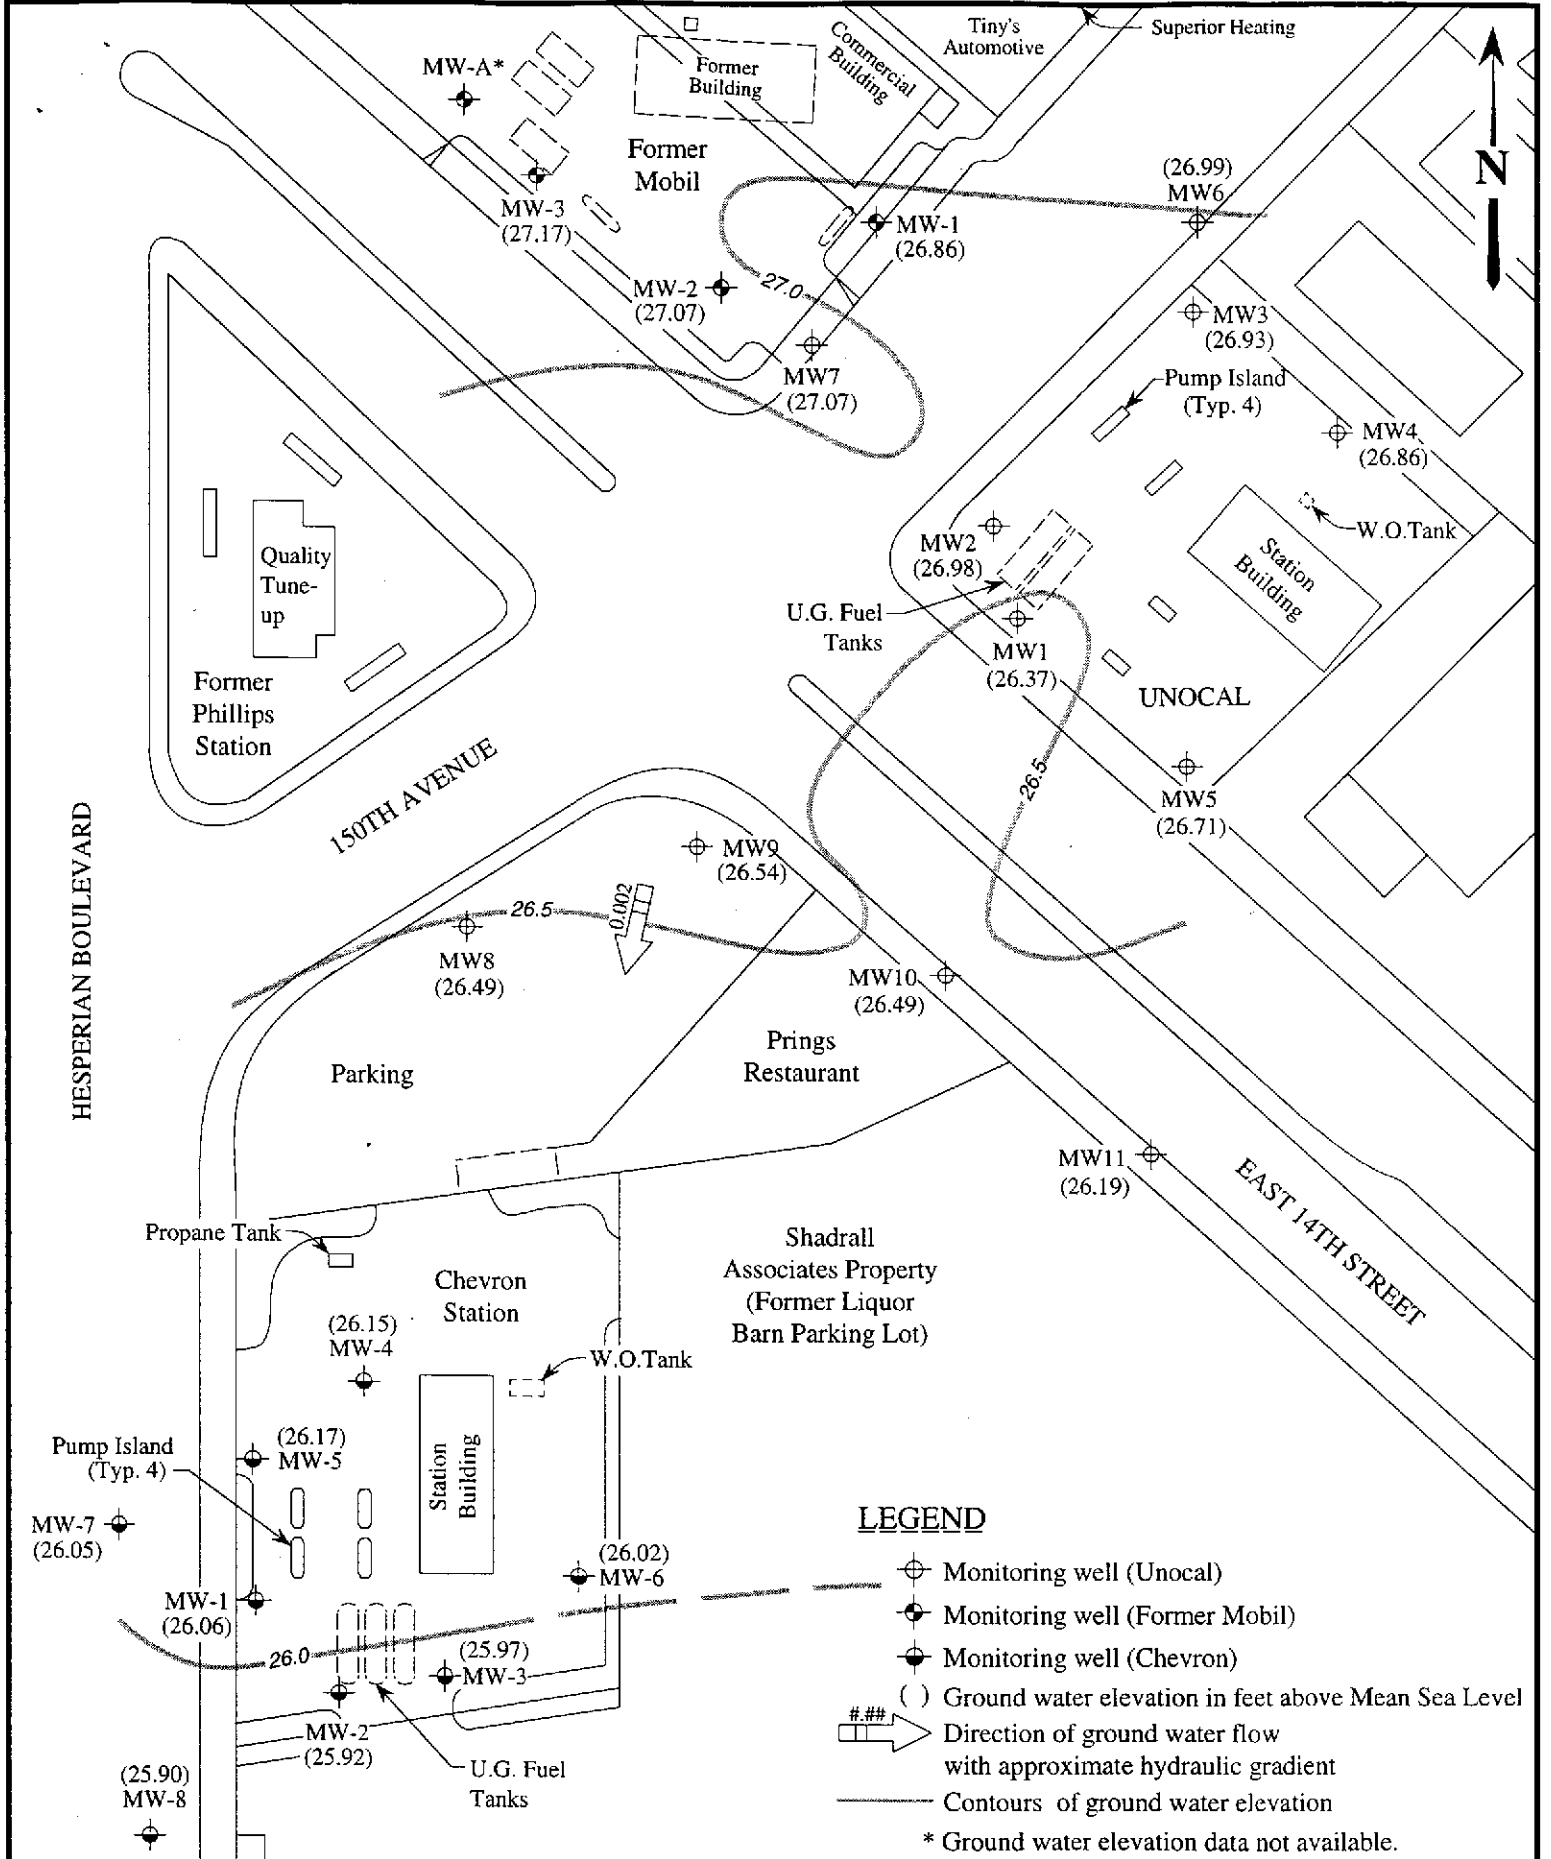 Tiny's
Automotive
Superior Heating
Commercial
Building
Former
Building
MW-A*
Former
Mobil
N
(26.99)
MW6
MW-3
(27.17)
MW-1
(26.86)
MW-2
(27.07)
27.0
MW3
(26.93)
MW7
(27.07)
Pump Island
(Typ. 4)
MW4
(26.86)
W.O.Tank
MW2
(26.98)
Station
Building
Quality
Tune-
up
U.G. Fuel
Tanks
MW1
(26.37)
UNOCAL
Former
Phillips
Station
150TH AVENUE
26.5
MW5
(26.71)
HESPERIAN BOULEVARD
MW9
(26.54)
0.002
26.5
MW8
(26.49)
MW10
(26.49)
Prings
Restaurant
Parking
MW11
(26.19)
EAST 14TH STREET
Propane Tank
Shadrall
Associates Property
(Former Liquor
Barn Parking Lot)
Chevron
Station
(26.15)
MW-4
W.O.Tank
(26.17)
MW-5
Pump Island
(Typ. 4)
Station
Building
MW-7
(26.05)
(26.02)
MW-6
MW-1
(26.06)
26.0
(25.97)
MW-3
MW-2
(25.92)
U.G. Fuel
Tanks
(25.90)
MW-8
LEGEND
Monitoring well (Unocal)
Monitoring well (Former Mobil)
Monitoring well (Chevron)
( ) Ground water elevation in feet above Mean Sea Level
#.##
Direction of ground water flow
with approximate hydraulic gradient
Contours of ground water elevation
* Ground water elevation data not available.